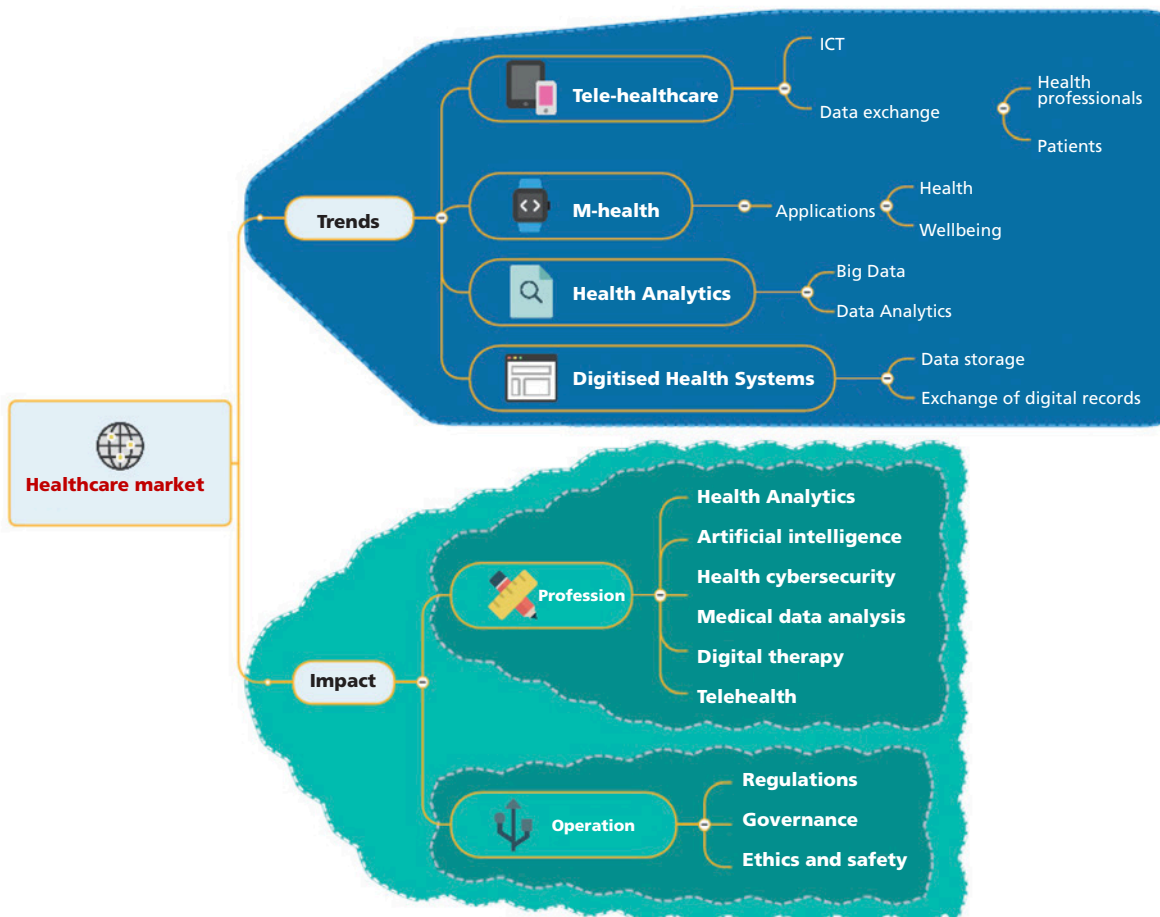 Healthcare market
Trends
Tele-healthcare
ICT
Data exchange
Health
professionals
Patients
M-health
Applications
Health
Wellbeing
Health Analytics
Big Data
Data Analytics
Digitised Health Systems
Data storage
Exchange of digital records
Impact
Profession
Health Analytics
Artificial intelligence
Health cybersecurity
Medical data analysis
Digital therapy
Telehealth
Operation
Regulations
Governance
Ethics and safety